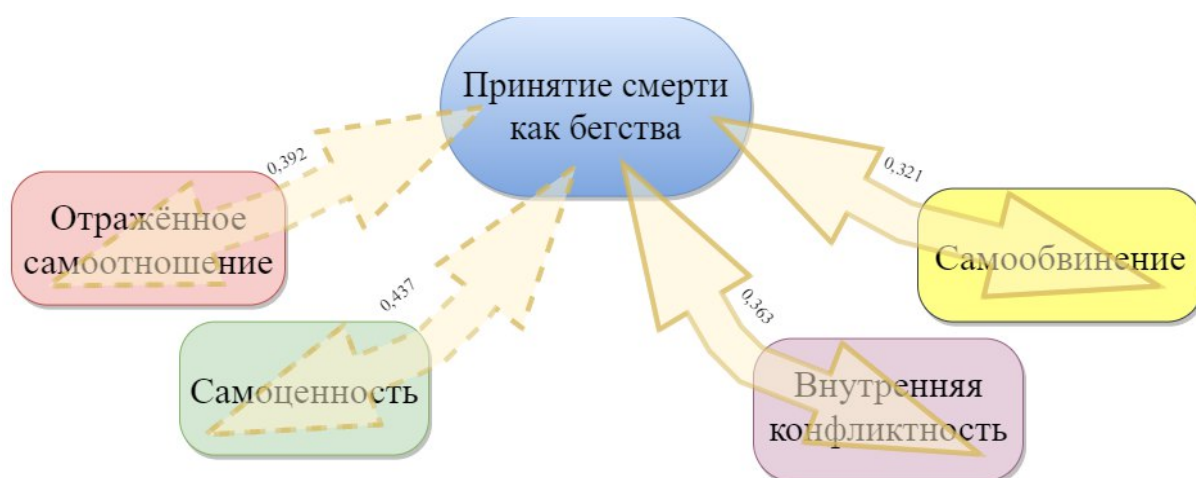 Принятие смерти
как бегства
0,392
0,321
Отражённое
самоотношение
Самообвинение
0,437
0,363
Самоценность
Внутренняя
конфликтность